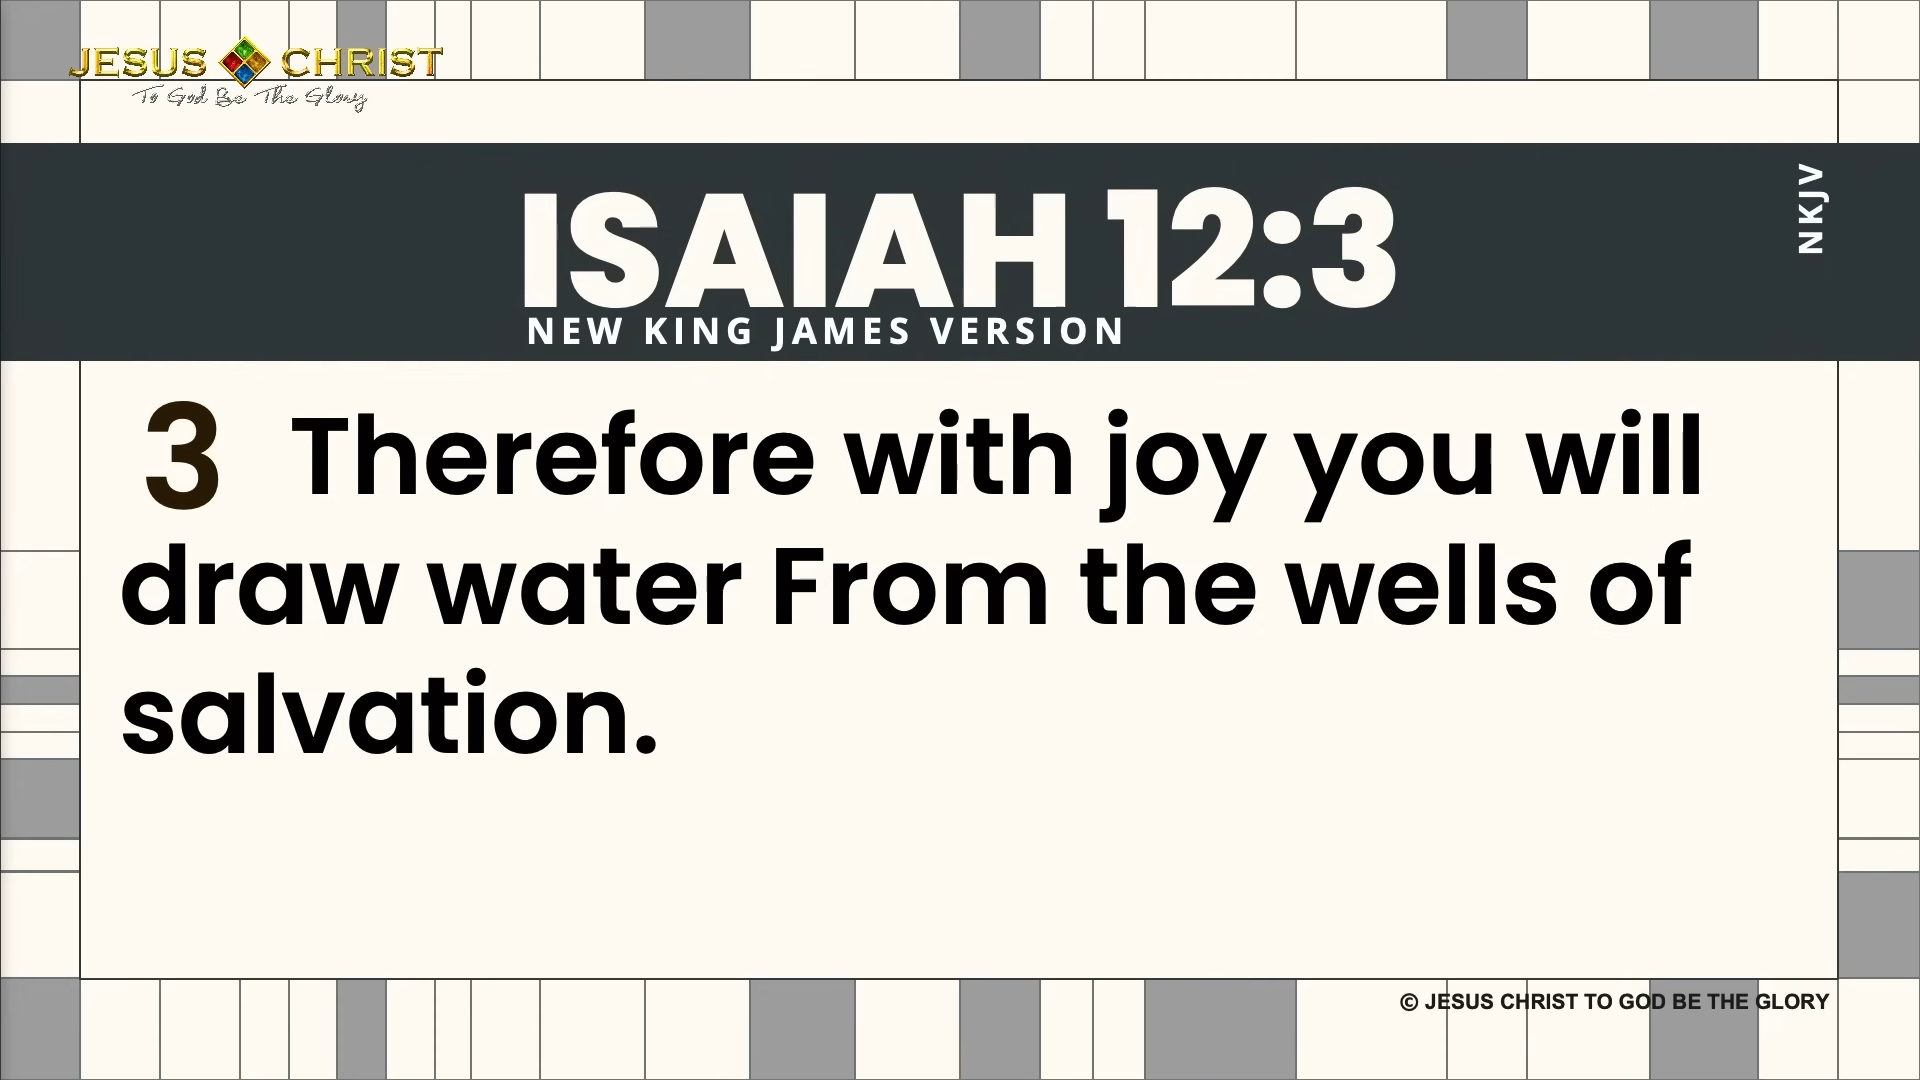 JESUS CHRIST
To God Be The Glory
NKJV
ISAIAH 12:3
NEW KING JAMES VERSION
3 Therefore with joy you will
draw water From the wells of
salvation.
© JESUS CHRIST TO GOD BE THE GLORY